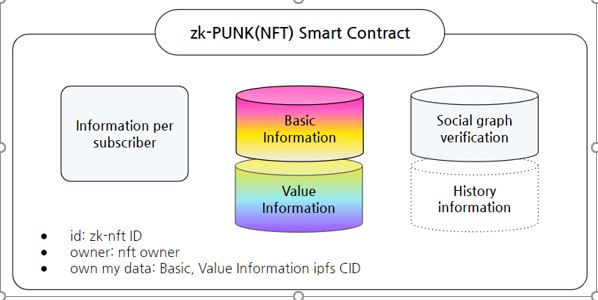 zk-PUNK(NFT) Smart Contract
Information per
subscriber
Basic
Information
Value
Information
Social graph
verification
History
information
• id: zk-nft ID
• owner: nft owner
• own my data: Basic, Value Information ipfs CID